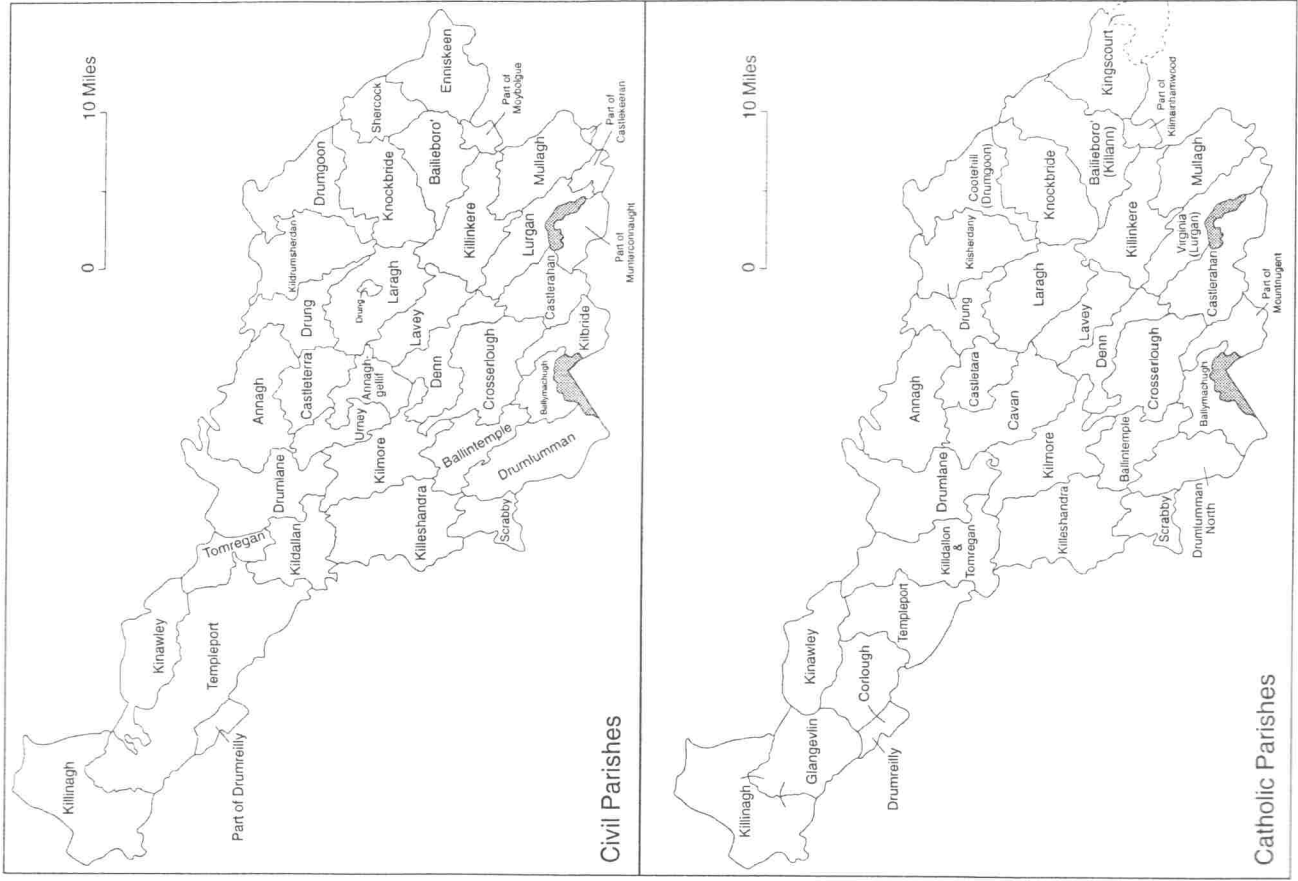 0
10 Miles
Killinagh
Kinawley
Templeport
Part of Drumreilly
Tomregan
Kildallan
Drumlane
Annagh
Castleterra
Drung
Kildrumsherdan
Drumgoon
Shercock
Enniskeen
Part of
Moybolgue
Part of
Castlekeeran
Knockbride
Bailieboro'
Laragh
Drung
Annagh-
gellif
Urney
Kilmore
Lavey
Killinkere
Mullagh
Lurgan
Part of
Munterconnaught
Castlerahan
Denn
Crosserlough
Kilbride
Ballymachugh
Ballintemple
Drumlumman
Killeshandra
Scrabby
Civil Parishes
0
10 Miles
Killinagh
Glangevlin
Kinawley
Corlough
Drumreilly
Templeport
Killdallon
&
Tomregan
Drumlane
Annagh
Castletara
Cavan
Drung
Kilsherdany
Cootehill
(Drumgoon)
Kingscourt
Part of
Kilmainhamwood
Knockbride
Bailieboro'
(Killann)
Laragh
Lavey
Killinkere
Mullagh
Virginia
(Lurgan)
Castlerahan
Part of
Mountnugent
Denn
Crosserlough
Ballymachugh
Kilmore
Ballintemple
Killeshandra
Scrabby
Drumlumman
North
Catholic Parishes